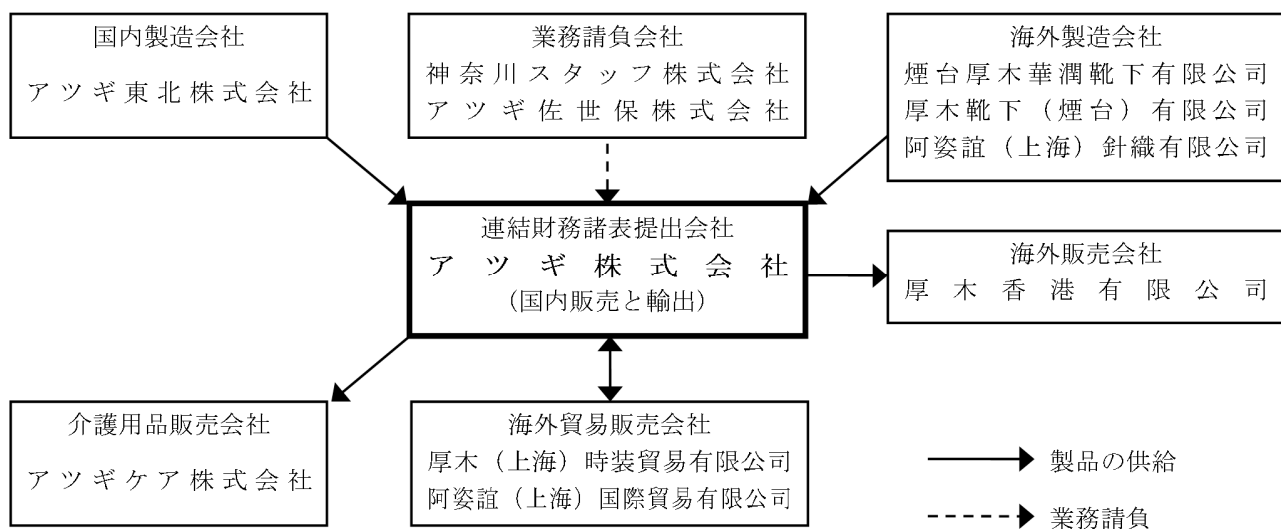 国内製造会社
アツギ東北株式会社
業務請負会社
神奈川スタッフ株式会社
アツギ佐世保株式会社
海外製造会社
煙台厚木華潤靴下有限公司
厚木靴下（煙台）有限公司
阿姿誼（上海）針織有限公司
連結財務諸表提出会社
アツギ株式会社
(国内販売と輸出)
海外販売会社
厚木香港有限公司
介護用品販売会社
アツギケア株式会社
海外貿易販売会社
厚木（上海）時装貿易有限公司
阿姿誼（上海）国際貿易有限公司
製品の供給
業務請負